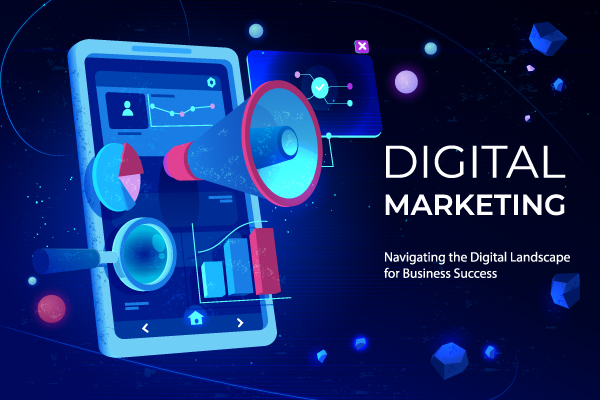 DIGITAL
MARKETING
Navigating the Digital Landscape
for Business Success